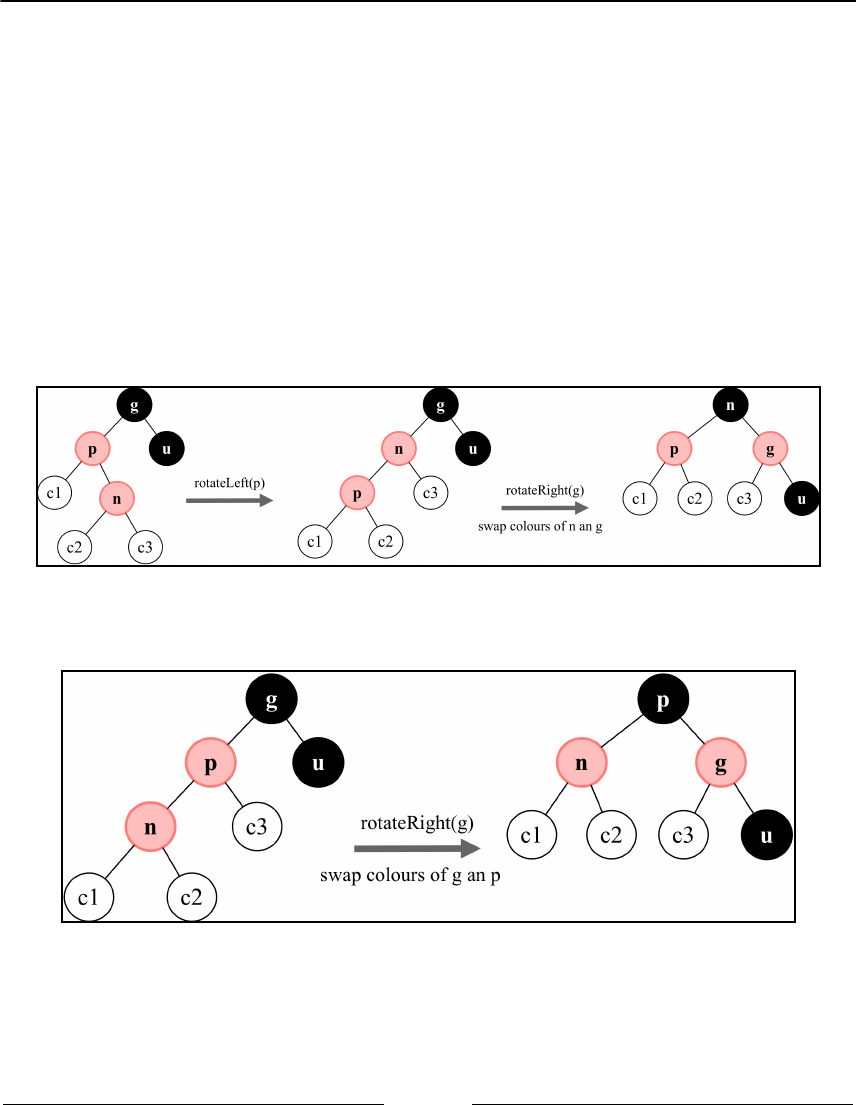 g g n
p u n u p g
c1 n rotateLeft(p) p c3 rotateRight(g) c1 c2 c3 u
swap colours of n an g
c2 c3 c1 c2
g p
p u n g
n c3 rotateRight(g) c1 c2 c3 u
swap colours of g an p
c1 c2